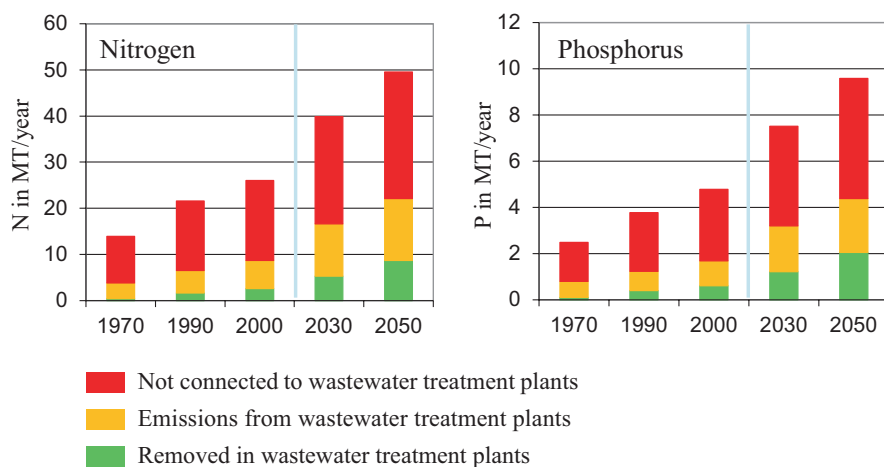 Nitrogen
N in MT/year
60
50
40
30
20
10
0
1970 1990 2000 2030 2050
Phosphorus
P in MT/year
12
10
8
6
4
2
0
1970 1990 2000 2030 2050
Not connected to wastewater treatment plants
Emissions from wastewater treatment plants
Removed in wastewater treatment plants